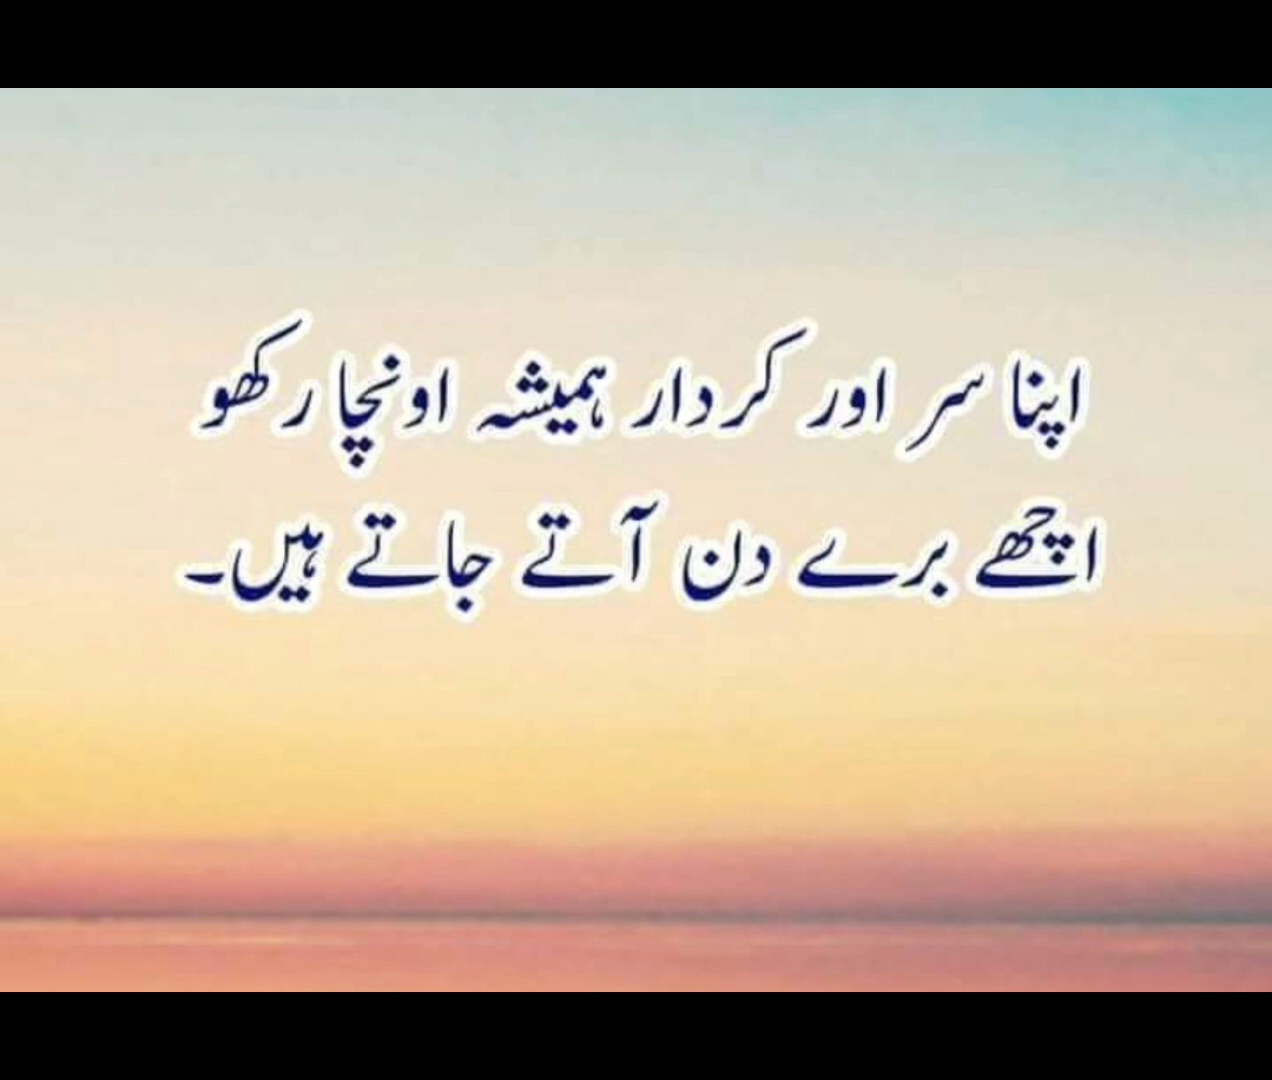 اپنا سر اور کردار ہمیشہ اونچا رکھو
اچھے برے دن آتے جاتے ہیں۔